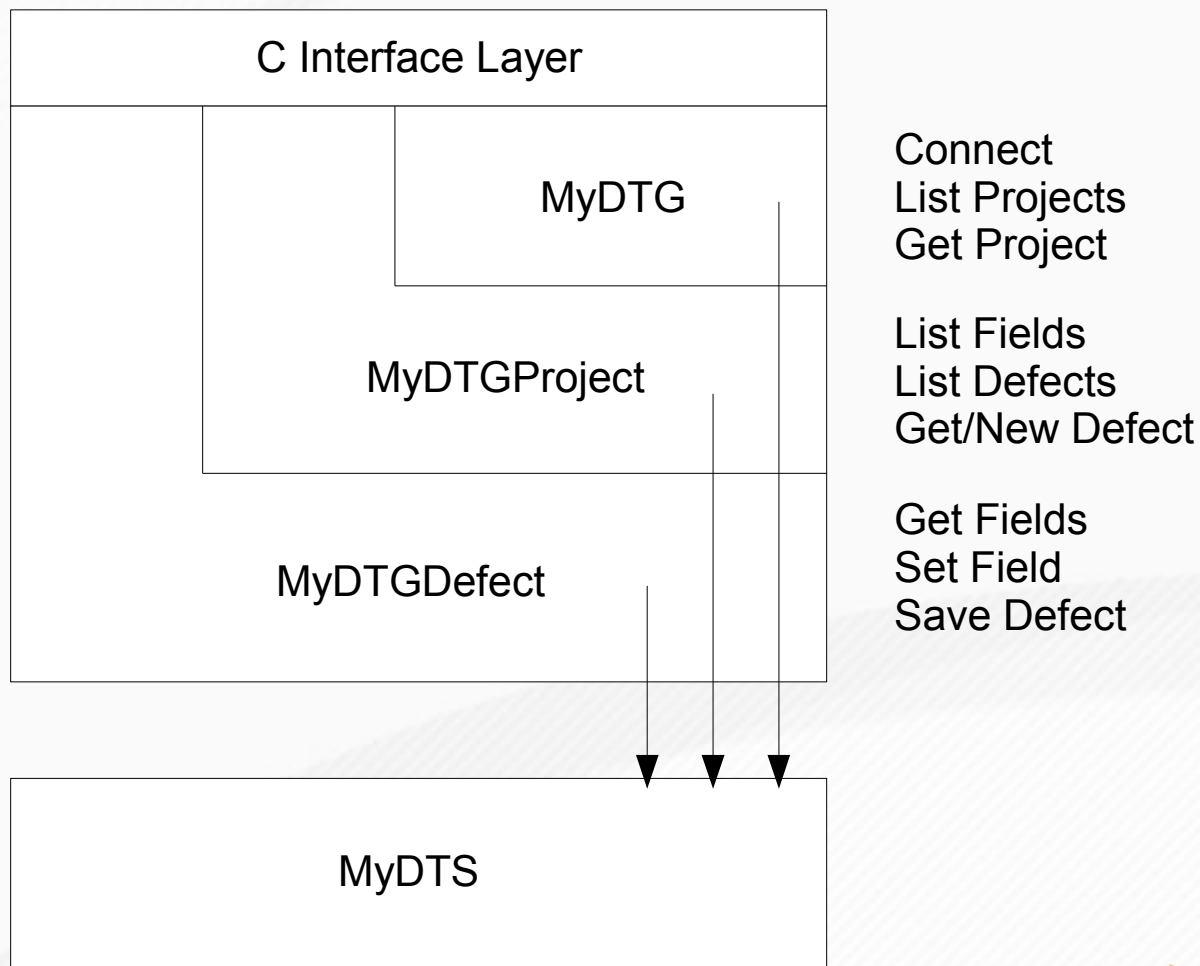 C Interface Layer
MyDTG
Connect
List Projects
Get Project
MyDTGProject
List Fields
List Defects
Get/New Defect
MyDTGDefect
Get Fields
Set Field
Save Defect
MyDTS